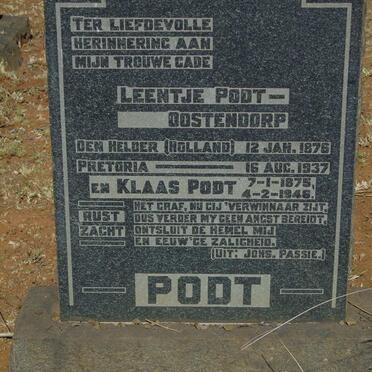 TER LIEFDEVOLLE
HERINNERING AAN
MIJN TROUWE GADE
LEENTJE PODT—
OOSTENDORP
DEN HELDER (HOLLAND) 12 JAN. 1876
PRETORIA — 16 AUG. 1937
EN KLAAS PODT 7-1-1875,
4-2-1946.
RUST
ZACHT
HET GRAF, NU GIJ 'VERWINNAAR ZIJT,
DUS VERDER MY GEEN ANGST BEREIDT,
ONTSLUIT DE HEMEL MIJ
EN EEUW'GE ZALIGHEID.
(UIT: JOHS. PASSIE.)
PODT